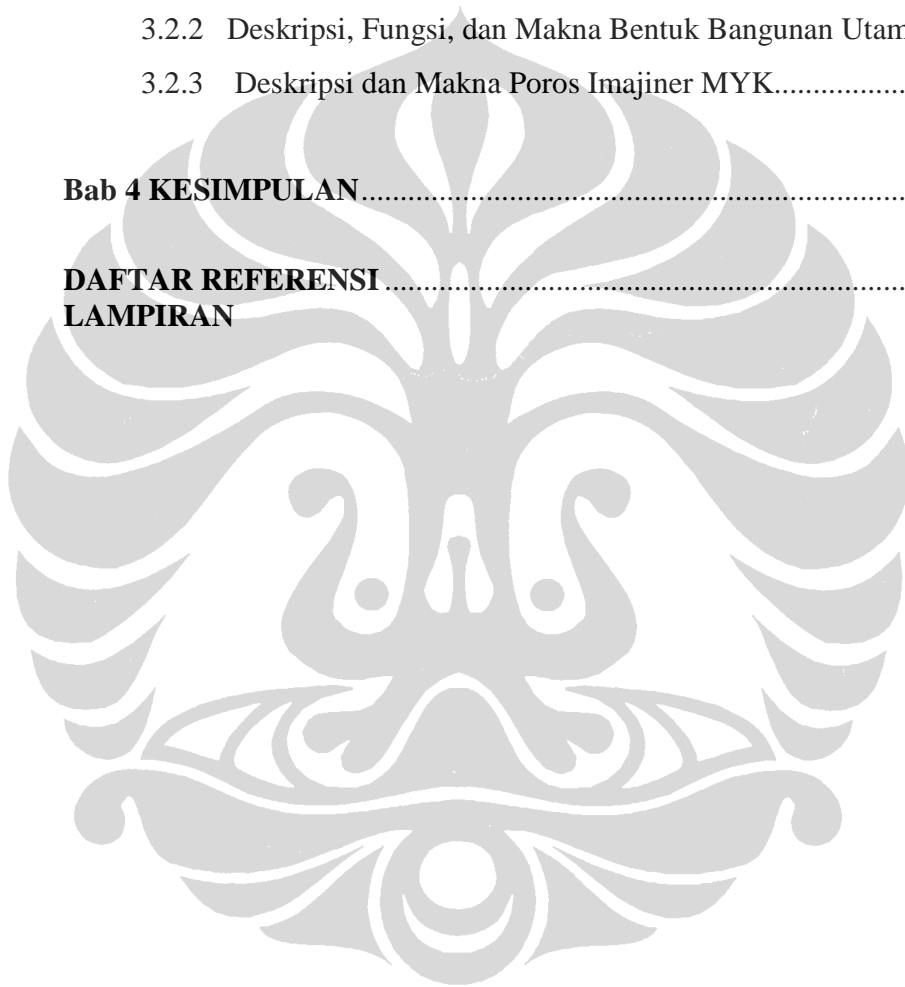 3.2.2 Deskripsi, Fungsi, dan Makna Bentuk Bangunan Utam
3.2.3 Deskripsi dan Makna Poros Imajiner MYK.................
Bab 4 KESIMPULAN.......................................................................
DAFTAR REFERENSI....................................................................
LAMPIRAN